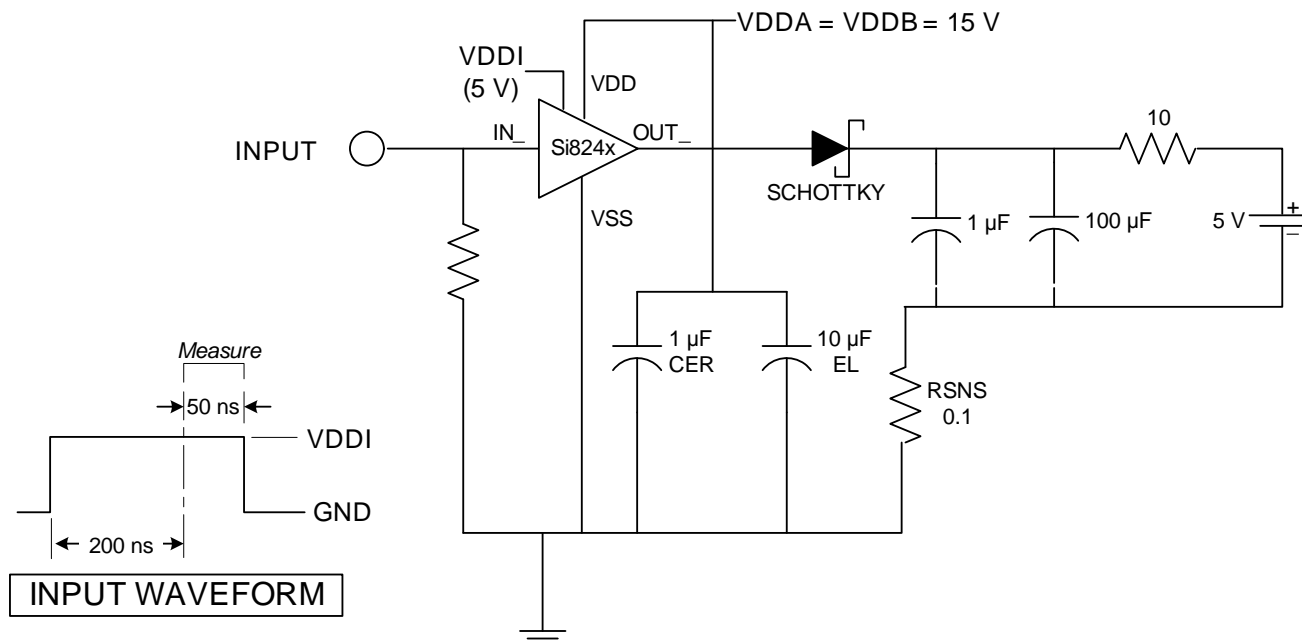 VDDA = VDDB = 15 V
VDDI
(5 V)
VDD
INPUT
IN_
Si824x
OUT_
SCHOTTKY
10
VSS
1 µF
100 µF
5 V
+
–
1 µF
CER
10 µF
EL
RSNS
0.1
Measure
50 ns
VDDI
GND
200 ns
INPUT WAVEFORM